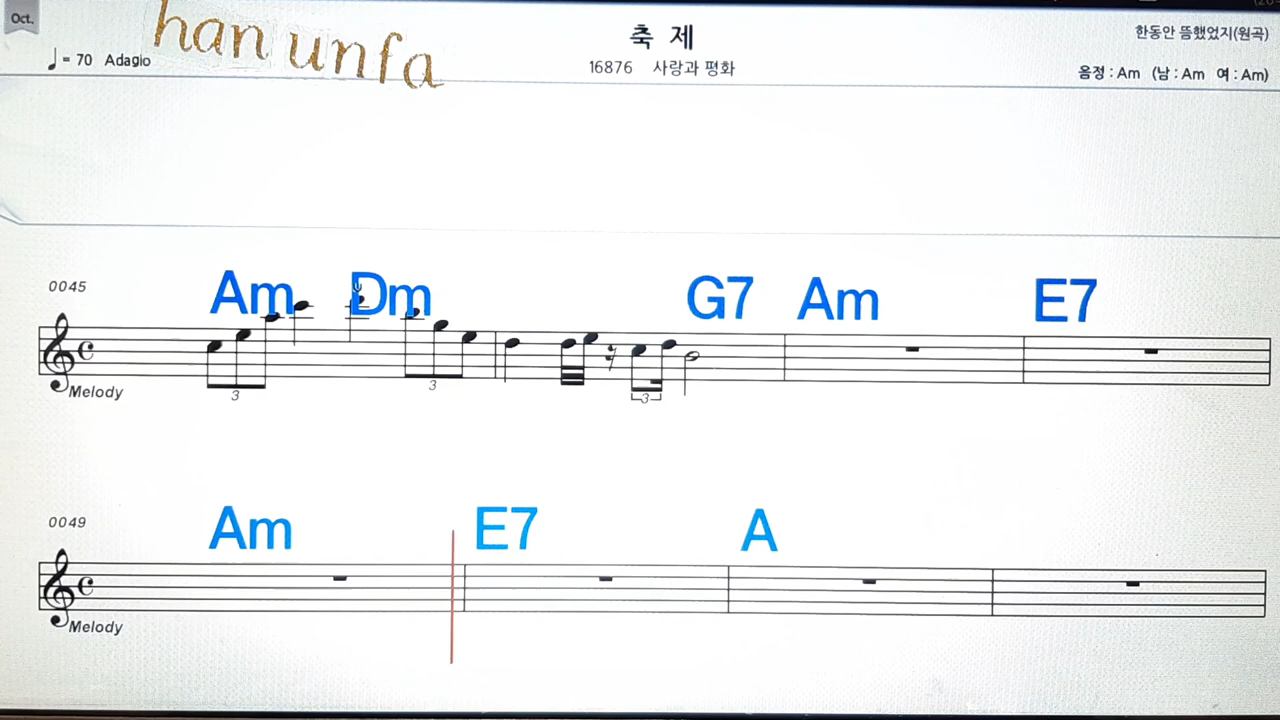 Oct.
han unfa
♩ = 70 Adagio
축 제
16876 사랑과 평화
한동안 뜸했었지(원곡)
음정 : Am (남 : Am 여 : Am)
0045
Am Dm G7 Am E7
Melody
3 3 3
0049
Am E7 A
Melody